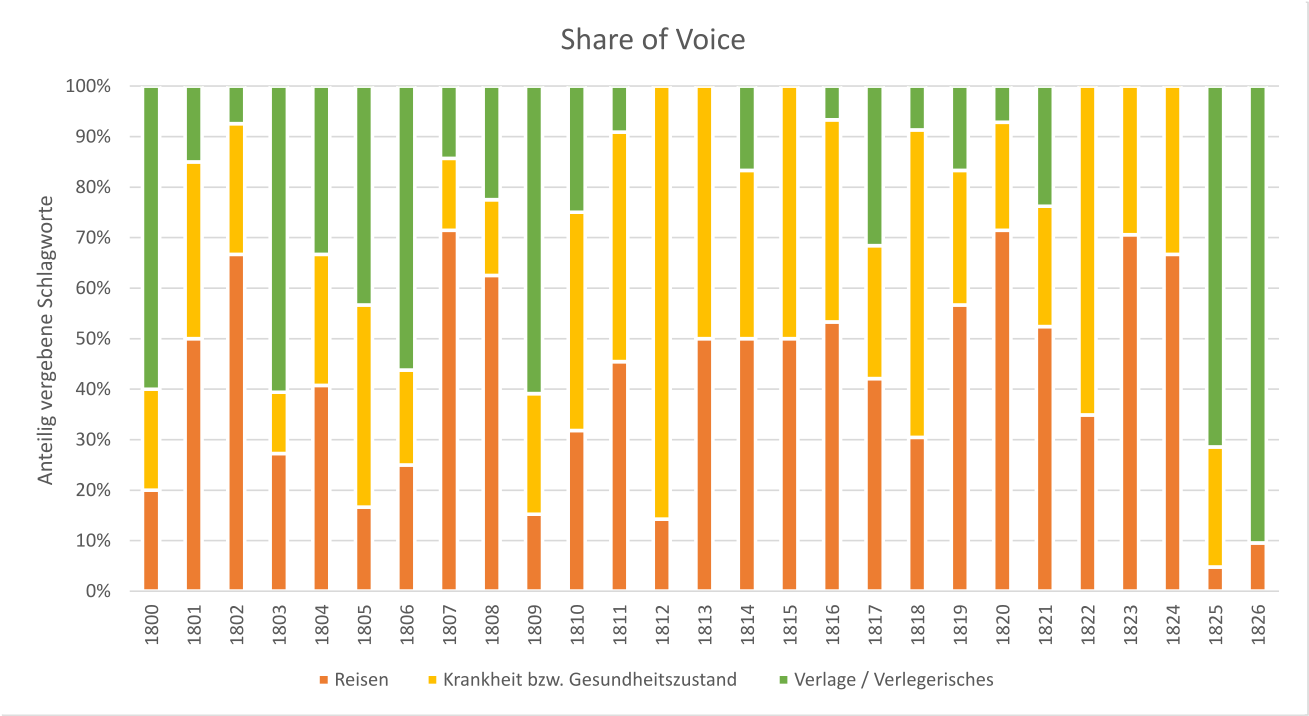 Share of Voice
Anteilig vergebene Schlagworte
100%
90%
80%
70%
60%
50%
40%
30%
20%
10%
0%
1800 1801 1802 1803 1804 1805 1806 1807 1808 1809 1810 1811 1812 1813 1814 1815 1816 1817 1818 1819 1820 1821 1822 1823 1824 1825 1826
Reisen Krankheit bzw. Gesundheitszustand Verlage / Verlegerisches